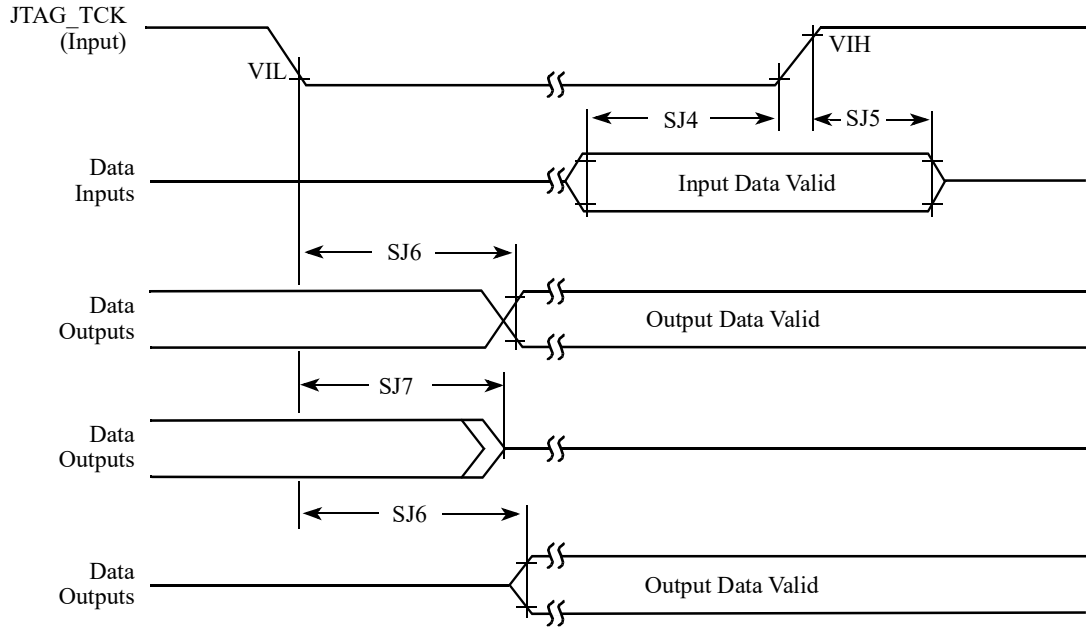 JTAG_TCK
(Input)
VIL
VIH
SJ4
SJ5
Data
Inputs
Input Data Valid
SJ6
Data
Outputs
Output Data Valid
SJ7
Data
Outputs
SJ6
Data
Outputs
Output Data Valid